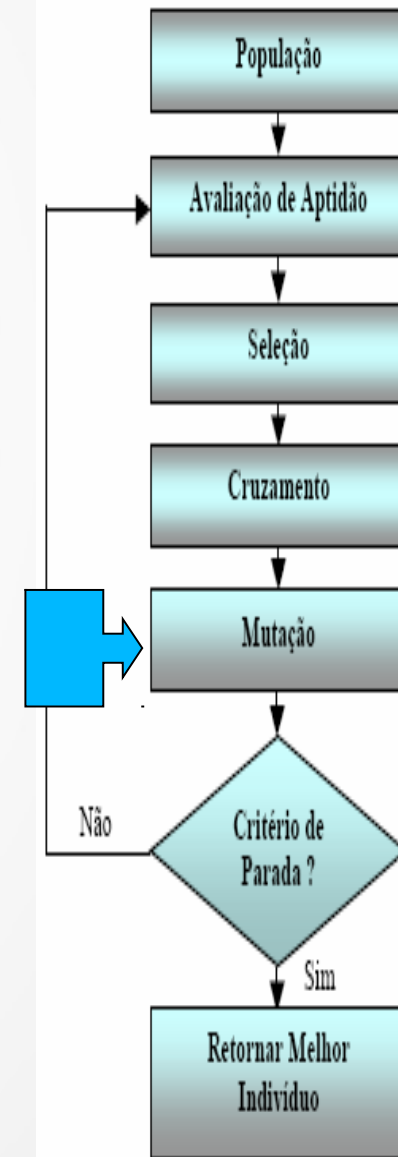 População
Avaliação de Aptidão
Seleção
Cruzamento
Mutação
Não
Critério de
Parada ?
Sim
Retornar Melhor
Indivíduo